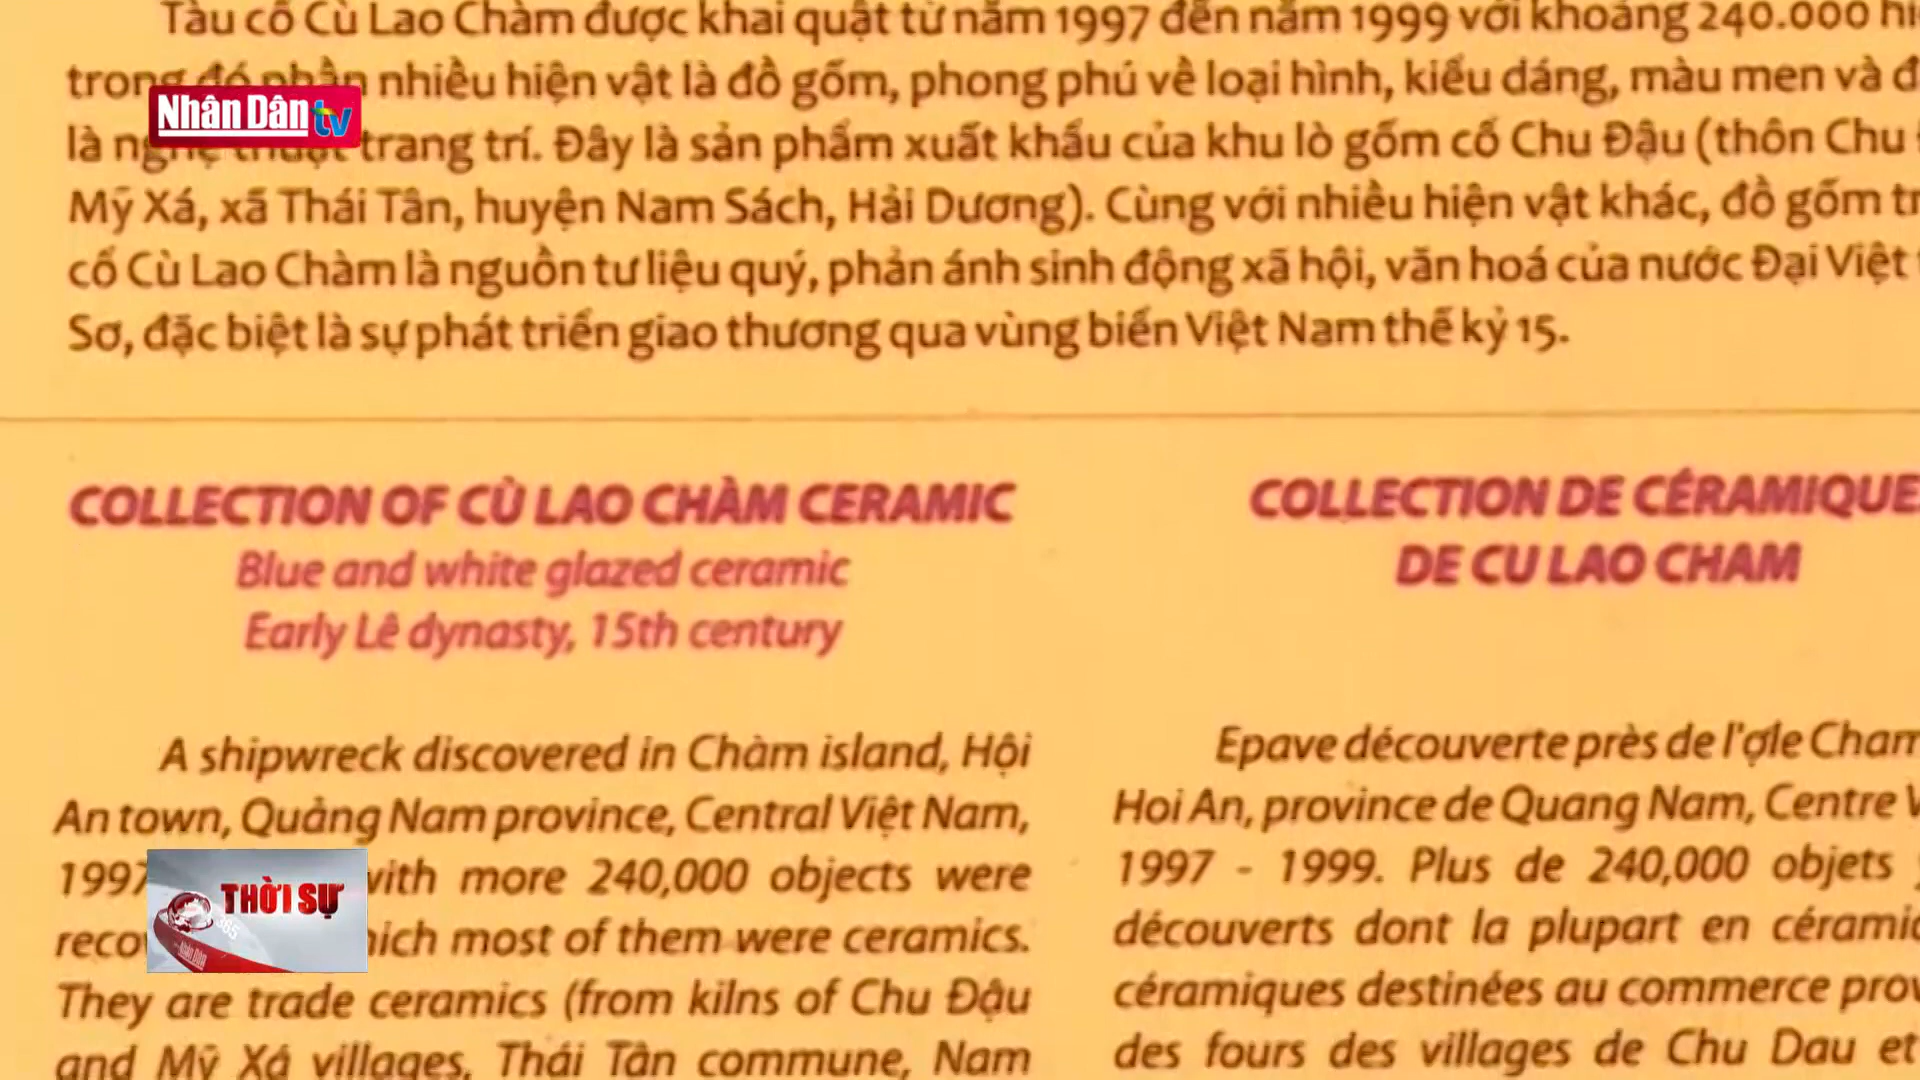 Tàu cổ Cù Lao Chàm được khai quật từ năm 1997 đến năm 1999 với khoảng 240.000
trong đó phần nhiều hiện vật là đồ gốm, phong phú về loại hình, kiểu dáng, màu men và
là nghệ thuật trang trí. Đây là sản phẩm xuất khẩu của khu lò gốm cổ Chu Đậu (thôn Chu
Mỹ Xá, xã Thái Tân, huyện Nam Sách, Hải Dương). Cùng với nhiều hiện vật khác, đồ gốm
cổ Cù Lao Chàm là nguồn tư liệu quý, phản ánh sinh động xã hội, văn hoá của nước Đại Việt
Sơ, đặc biệt là sự phát triển giao thương qua vùng biển Việt Nam thế kỷ 15.
Nhân Dân tv
COLLECTION OF CÙ LAO CHÀM CERAMIC
Blue and white glazed ceramic
Early Lê dynasty, 15th century
A shipwreck discovered in Chàm island, Hội
An town, Quảng Nam province, Central Việt Nam,
1997 with more 240,000 objects were
most of them were ceramics.
They are trade ceramics (from kilns of Chu Đậu
and Mỹ Xá villages, Thái Tân commune, Nam
COLLECTION DE CÉRAMIQUE
DE CU LAO CHAM
Epave découverte près de l'ợle Cham
Hoi An, province de Quang Nam, Centre
1997 - 1999. Plus de 240,000 objets
découverts dont la plupart en
céramiques destinées au commerce
des fours des villages de Chu Dau et
THỜI SỰ
365
NHÂN DÂN